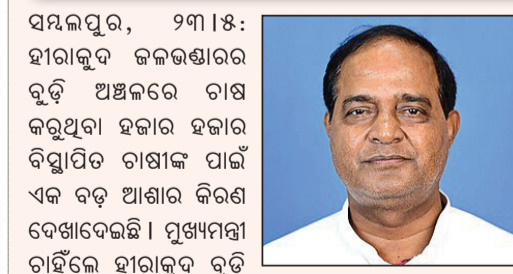 ସମ୍ବଲପୁର, ୨୩।୫:
ହୀରାକୁଦ ଜଳଭଣ୍ଡାରର
ବୁଡ଼ି ଅଞ୍ଚଳରେ ଚାଷ
କରୁଥିବା ହଜାର ହଜାର
ବିସ୍ଥାପିତ ଚାଷୀଙ୍କ ପାଇଁ
ଏକ ବଡ଼ ଆଶାର କିରଣ
ଦେଖାଦେଇଛି । ମୁଖ୍ୟମନ୍ତ୍ରୀ
ଚାହିଁଲେ ହୀରାକୁଦ ବୁଡ଼ି